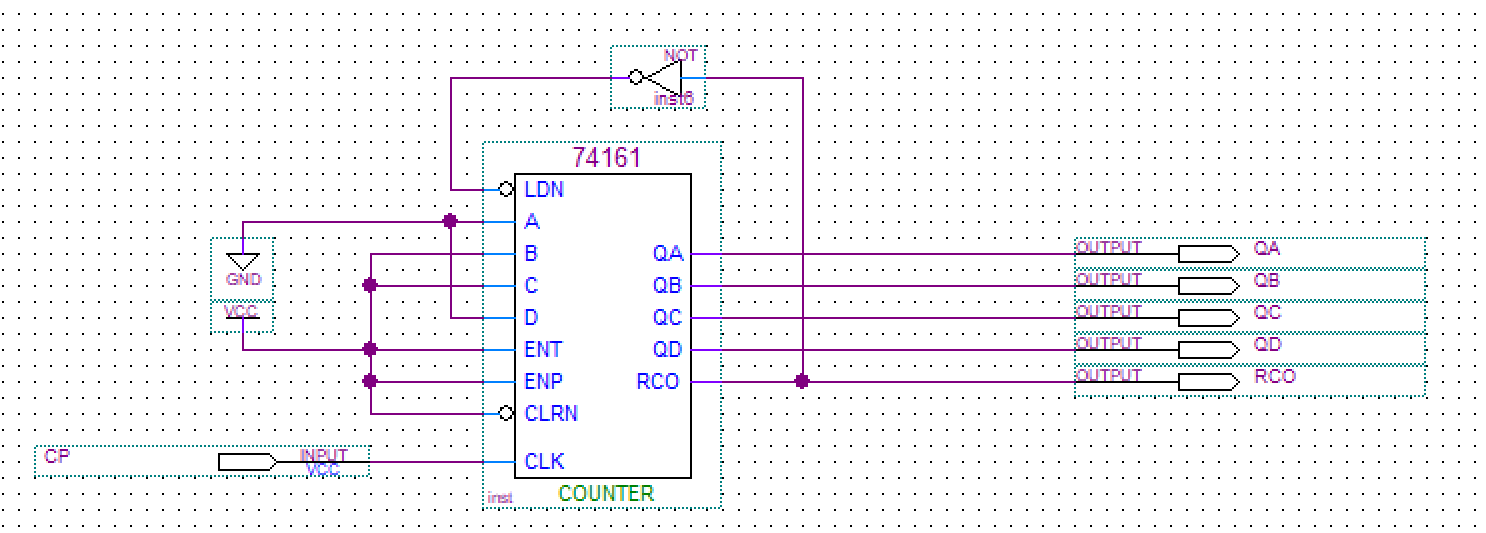 NOT
inst6
74161
LDN
A
B
C
D
ENT
ENP
CLRN
CLK
QA
QB
QC
QD
RCO
GND
VCC
OUTPUT QA
OUTPUT QB
OUTPUT QC
OUTPUT QD
OUTPUT RCO
CP INPUT
VCC
inst
COUNTER